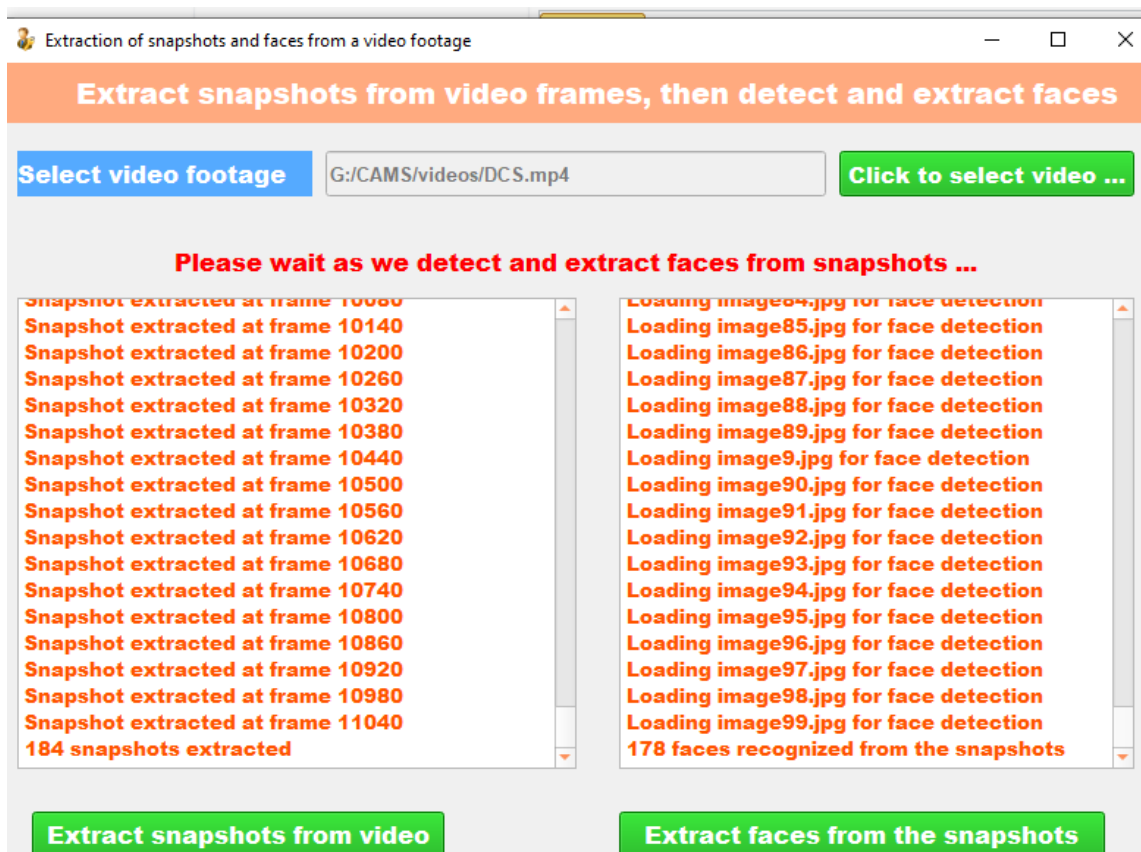 Extraction of snapshots and faces from a video footage
Extract snapshots from video frames, then detect and extract faces
Select video footage
G:/CAMS/videos/DCS.mp4
Click to select video ...
Please wait as we detect and extract faces from snapshots ...
Snapshot extracted at frame 10080
Snapshot extracted at frame 10140
Snapshot extracted at frame 10200
Snapshot extracted at frame 10260
Snapshot extracted at frame 10320
Snapshot extracted at frame 10380
Snapshot extracted at frame 10440
Snapshot extracted at frame 10500
Snapshot extracted at frame 10560
Snapshot extracted at frame 10620
Snapshot extracted at frame 10680
Snapshot extracted at frame 10740
Snapshot extracted at frame 10800
Snapshot extracted at frame 10860
Snapshot extracted at frame 10920
Snapshot extracted at frame 10980
Snapshot extracted at frame 11040
184 snapshots extracted
Loading image84.jpg for face detection
Loading image85.jpg for face detection
Loading image86.jpg for face detection
Loading image87.jpg for face detection
Loading image88.jpg for face detection
Loading image89.jpg for face detection
Loading image9.jpg for face detection
Loading image90.jpg for face detection
Loading image91.jpg for face detection
Loading image92.jpg for face detection
Loading image93.jpg for face detection
Loading image94.jpg for face detection
Loading image95.jpg for face detection
Loading image96.jpg for face detection
Loading image97.jpg for face detection
Loading image98.jpg for face detection
Loading image99.jpg for face detection
178 faces recognized from the snapshots
Extract snapshots from video
Extract faces from the snapshots